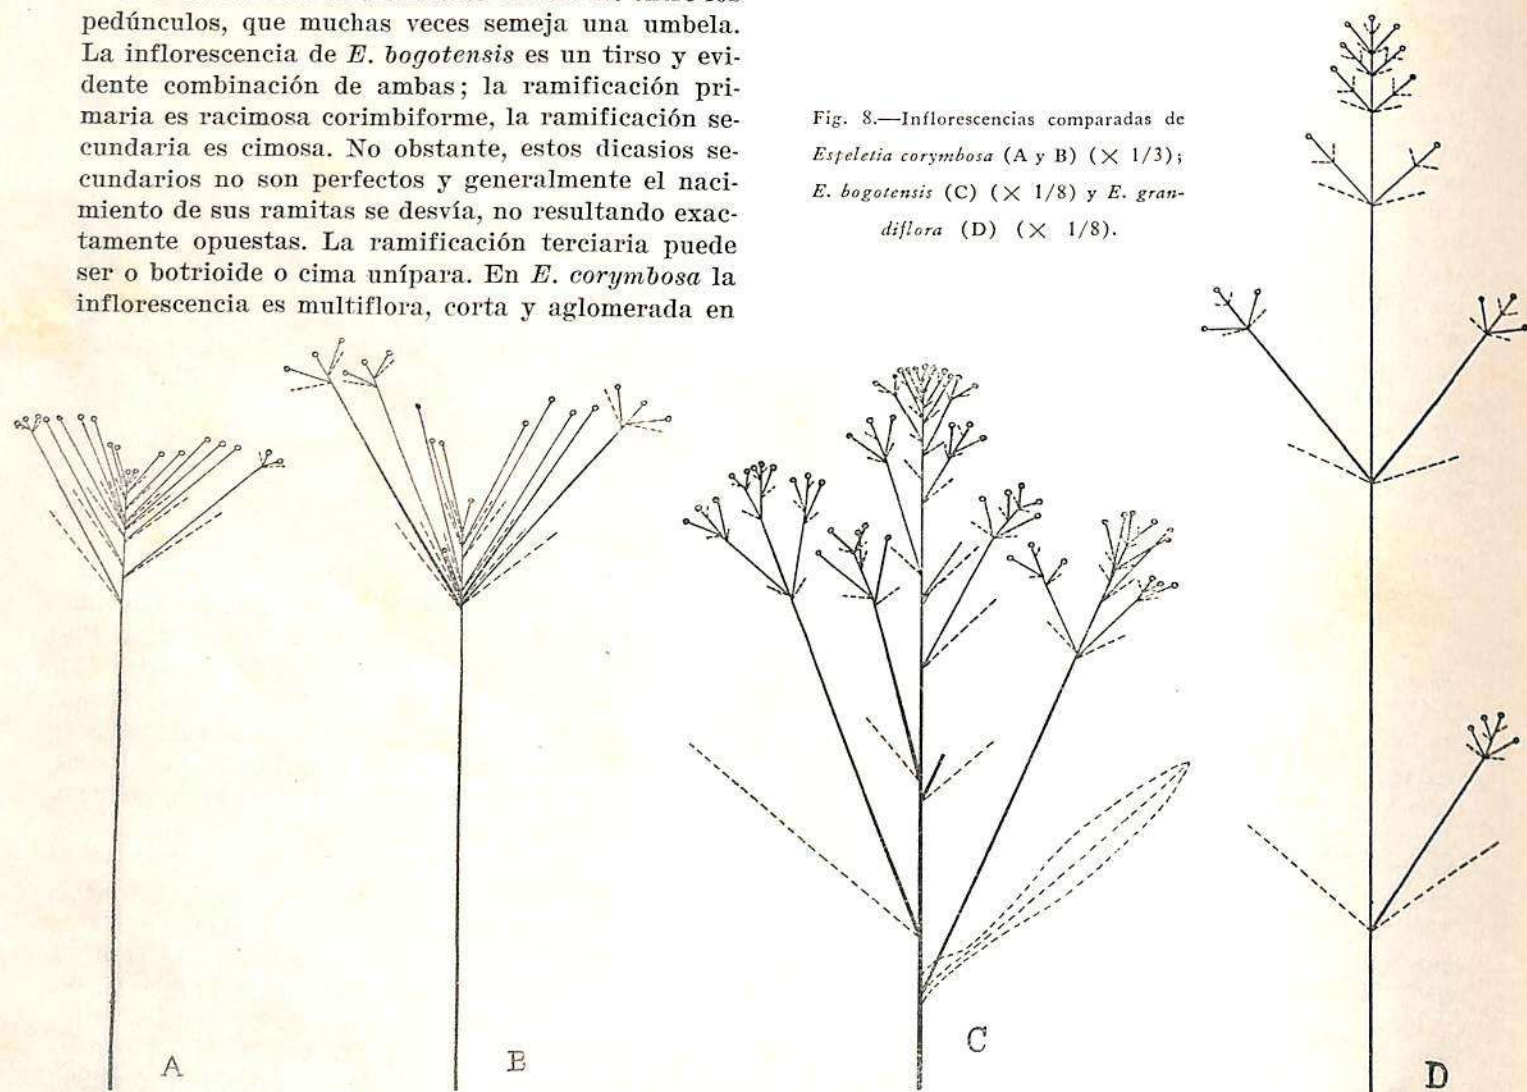 pedúnculos, que muchas veces semeja una umbela.
La inflorescencia de E. bogotensis es un tirso y evi-
dente combinación de ambas; la ramificación pri-
maria es racimosa corimbiforme, la ramificación se-
cundaria es cimosa. No obstante, estos dicasios se-
cundarios no son perfectos y generalmente el naci-
miento de sus ramitas se desvía, no resultando exac-
tamente opuestas. La ramificación terciaria puede
ser o botrioide o cima unípara. En E. corymbosa la
inflorescencia es multiflora, corta y aglomerada en
Fig. 8.—Inflorescencias comparadas de
Espeletia corymbosa (A y B) (× 1/3);
E. bogotensis (C) (× 1/8) y E. gran-
diflora (D) (× 1/8).
A
B
C
D